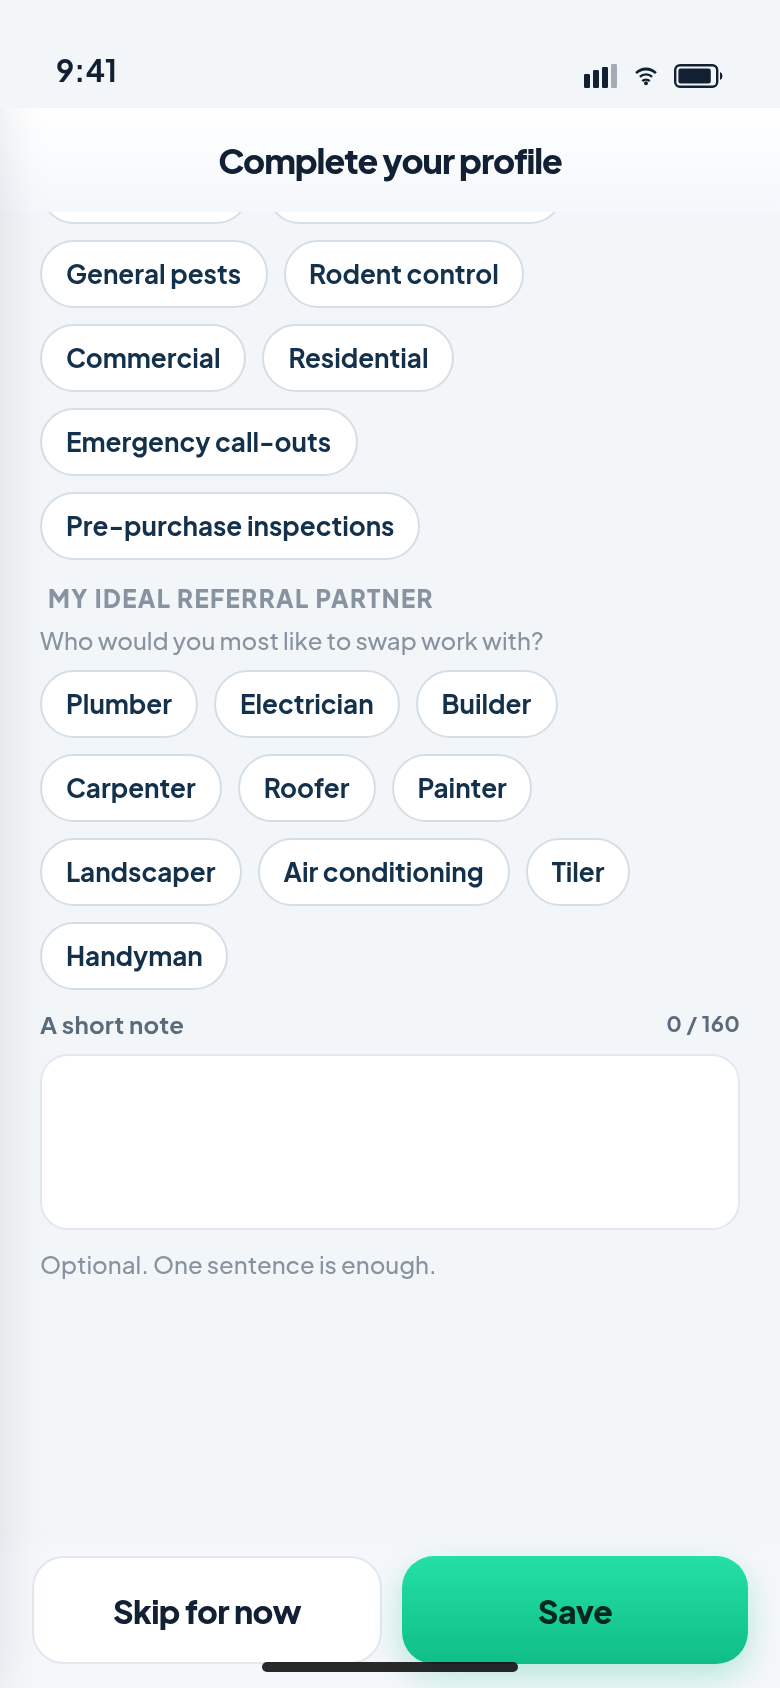 9:41
Complete your profile
General pests Rodent control
Commercial Residential
Emergency call-outs
Pre-purchase inspections
MY IDEAL REFERRAL PARTNER
Who would you most like to swap work with?
Plumber Electrician Builder
Carpenter Roofer Painter
Landscaper Air conditioning Tiler
Handyman
A short note 0 / 160
Optional. One sentence is enough.
Skip for now Save